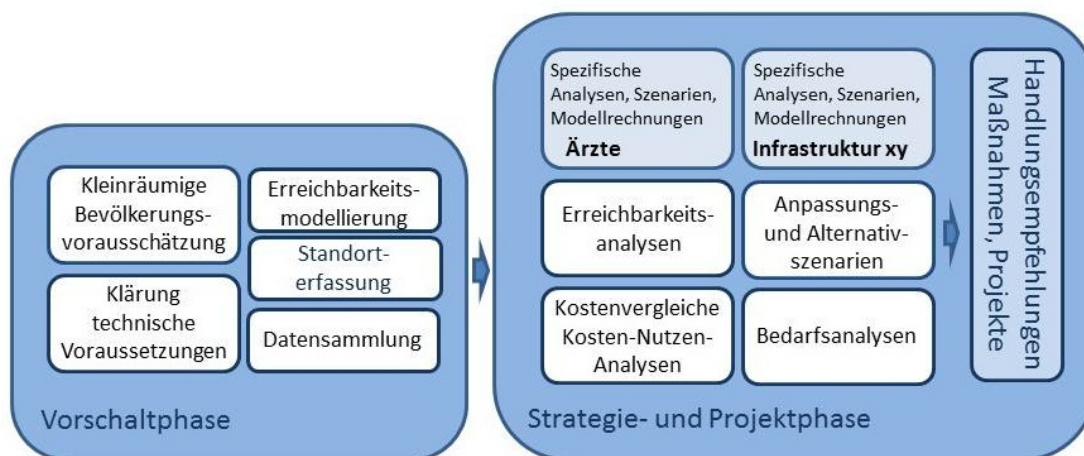 Kleinräumige
Bevölkerungs-
vorausschätzung
Klärung
technische
Voraussetzungen
Erreichbarkeits-
modellierung
Standort-
erfassung
Datensammlung
Vorschaltphase
Spezifische
Analysen, Szenarien,
Modellrechnungen
Ärzte
Spezifische
Analysen, Szenarien,
Modellrechnungen
Infrastruktur xy
Erreichbarkeits-
analysen
Anpassungs-
und Alternativ-
szenarien
Kostenvergleiche
Kosten-Nutzen-
Analysen
Bedarfsanalysen
Strategie- und Projektphase
Handlungsempfehlungen
Maßnahmen, Projekte